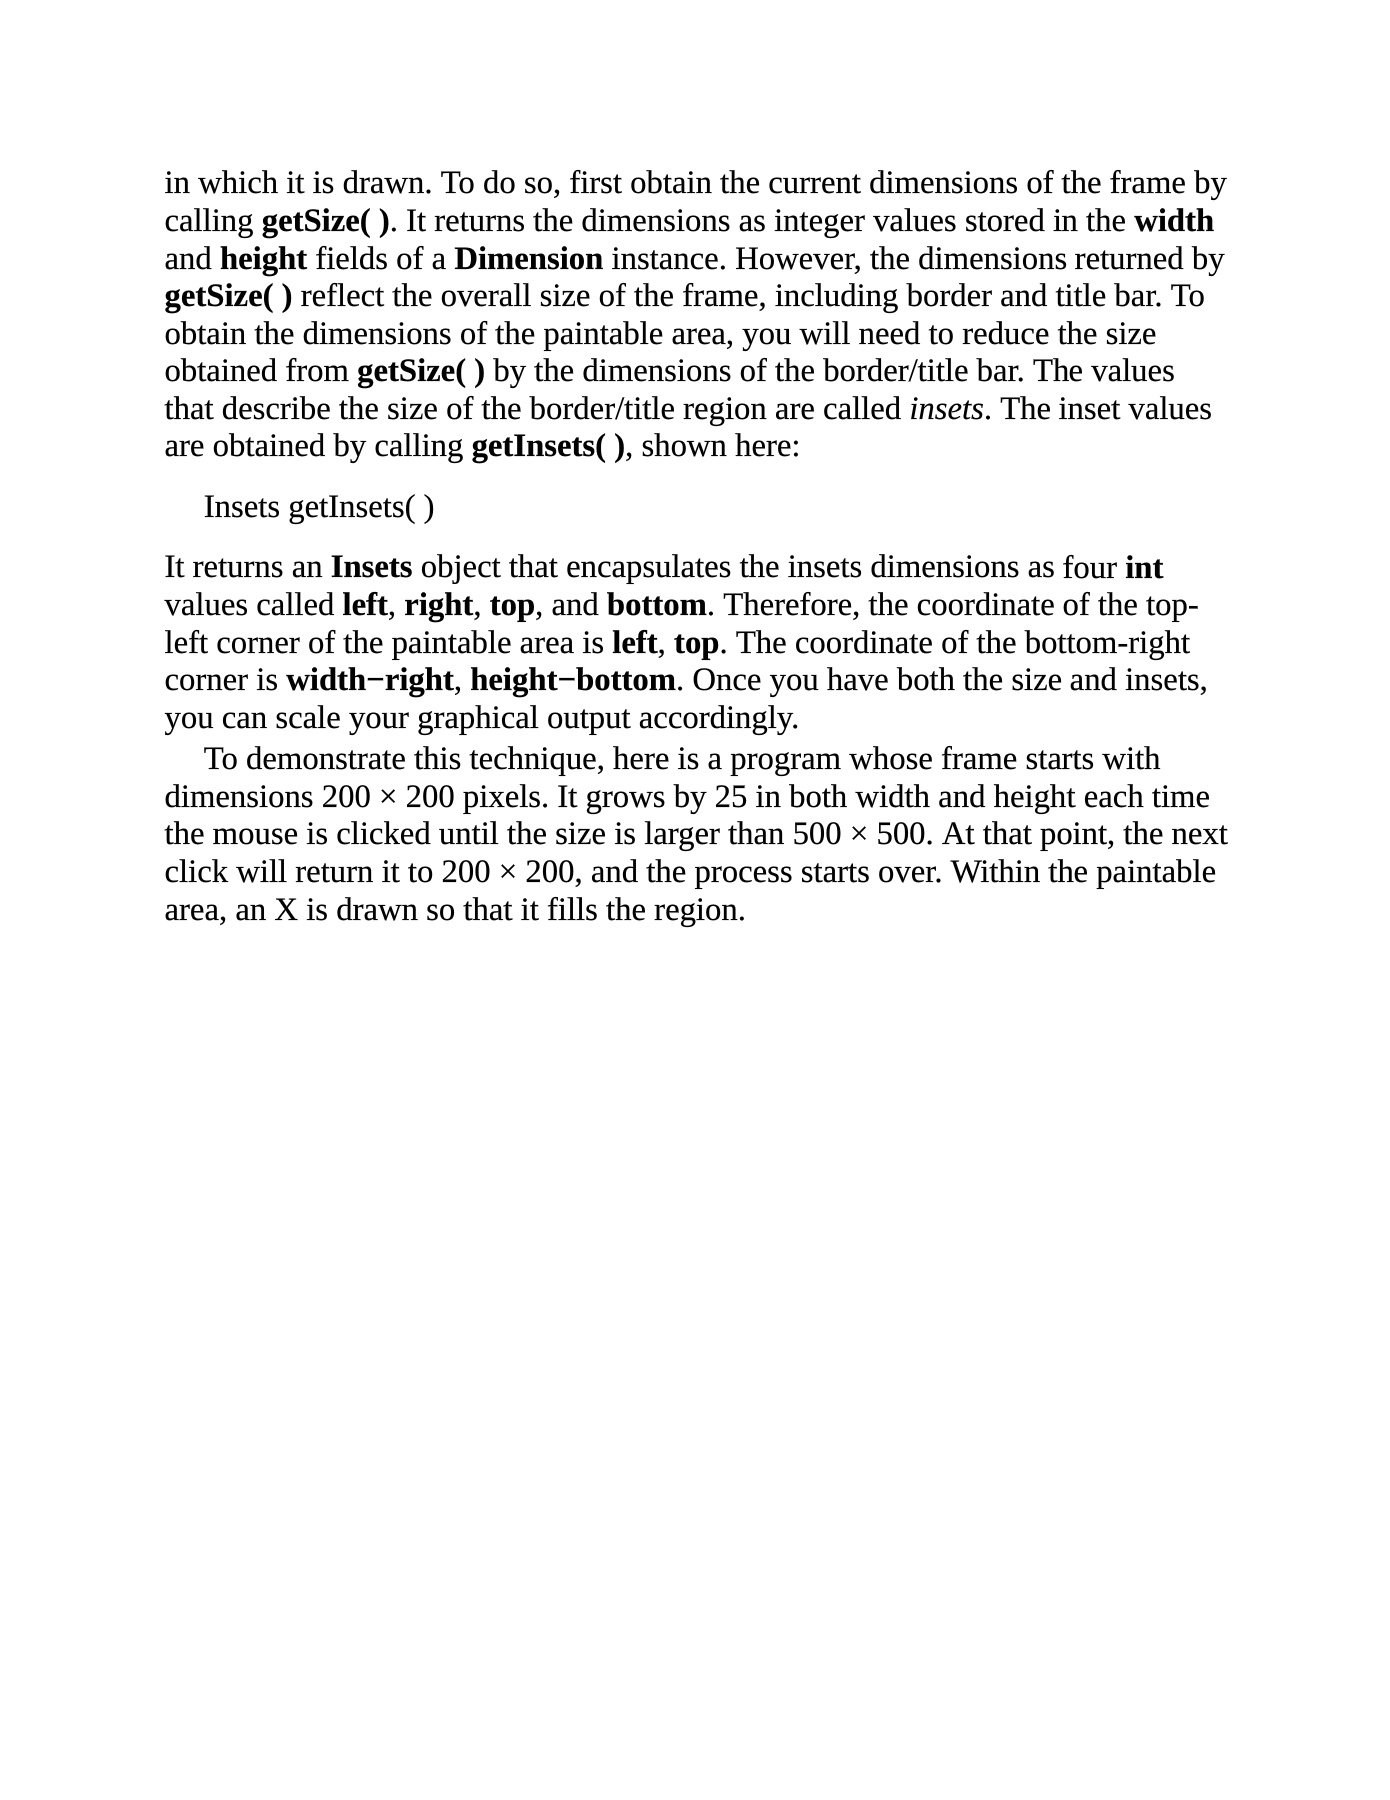 in which it is drawn. To do so, first obtain the current dimensions of the frame by
calling getSize( ). It returns the dimensions as integer values stored in the width
and height fields of a Dimension instance. However, the dimensions returned by
getSize( ) reflect the overall size of the frame, including border and title bar. To
obtain the dimensions of the paintable area, you will need to reduce the size
obtained from getSize( ) by the dimensions of the border/title bar. The values
that describe the size of the border/title region are called insets. The inset values
are obtained by calling getInsets( ), shown here:
Insets getInsets( )
It returns an Insets object that encapsulates the insets dimensions as four int
values called left, right, top, and bottom. Therefore, the coordinate of the top-
left corner of the paintable area is left, top. The coordinate of the bottom-right
corner is width−right, height−bottom. Once you have both the size and insets,
you can scale your graphical output accordingly.
To demonstrate this technique, here is a program whose frame starts with
dimensions 200 × 200 pixels. It grows by 25 in both width and height each time
the mouse is clicked until the size is larger than 500 × 500. At that point, the next
click will return it to 200 × 200, and the process starts over. Within the paintable
area, an X is drawn so that it fills the region.